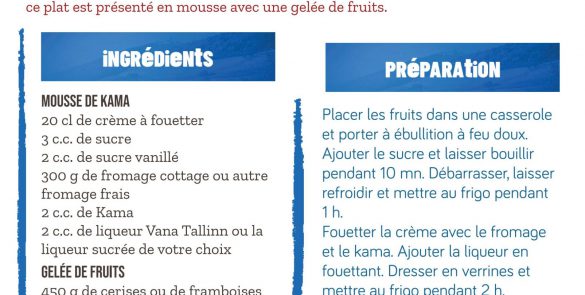 ce plat est présenté en mousse avec une gelée de fruits.
INGRÉDIENTS
MOUSSE DE KAMA
20 cl de crème à fouetter
3 c.c. de sucre
2 c.c. de sucre vanillé
300 g de fromage cottage ou autre
fromage frais
2 c.c. de Kama
2 c.c. de liqueur Vana Tallinn ou la
liqueur sucrée de votre choix
GELÉE DE FRUITS
450 g de cerises ou de framboises
PRÉPARATION
Placer les fruits dans une casserole
et porter à ébullition à feu doux.
Ajouter le sucre et laisser bouillir
pendant 10 mn. Débarrasser, laisser
refroidir et mettre au frigo pendant
1 h.
Fouetter la crème avec le fromage
et le kama. Ajouter la liqueur en
fouettant. Dresser en verrines et
mettre au frigo pendant 2 h.